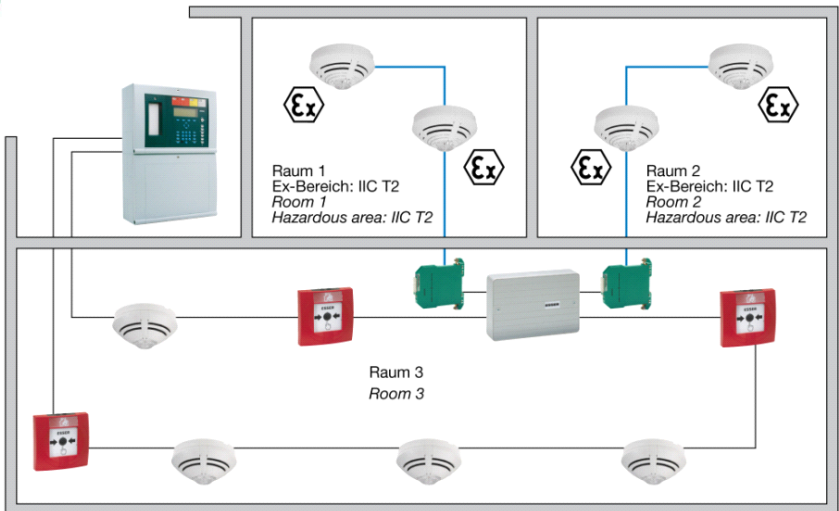 Raum 1
Ex-Bereich: IIC T2
Room 1
Hazardous area: IIC T2
Raum 2
Ex-Bereich: IIC T2
Room 2
Hazardous area: IIC T2
Raum 3
Room 3